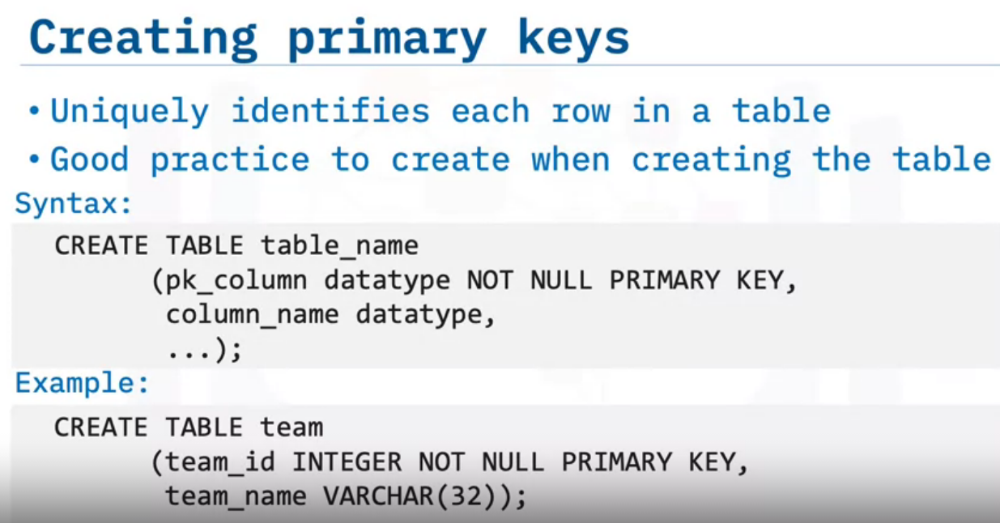 Creating primary keys
• Uniquely identifies each row in a table
• Good practice to create when creating the table
Syntax:
CREATE TABLE table_name
(pk_column datatype NOT NULL PRIMARY KEY,
column_name datatype,
...);
Example:
CREATE TABLE team
(team_id INTEGER NOT NULL PRIMARY KEY,
team_name VARCHAR(32));